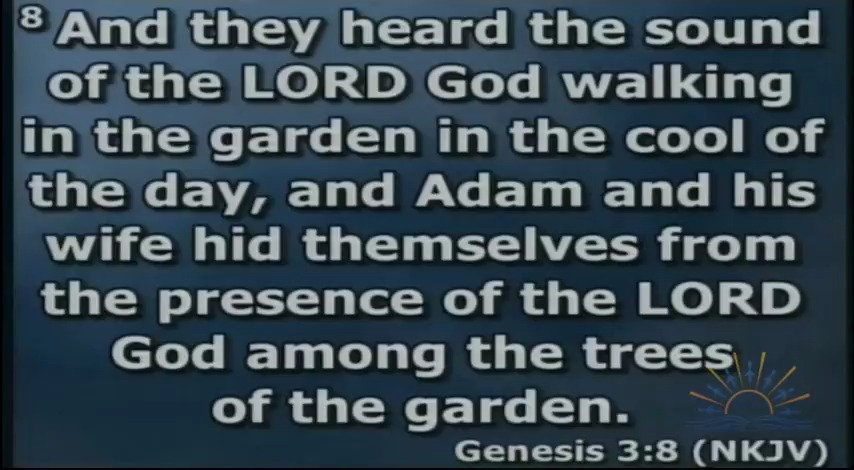 8 And they heard the sound
of the LORD God walking
in the garden in the cool of
the day, and Adam and his
wife hid themselves from
the presence of the LORD
God among the trees
of the garden.
Genesis 3:8 (NKJV)